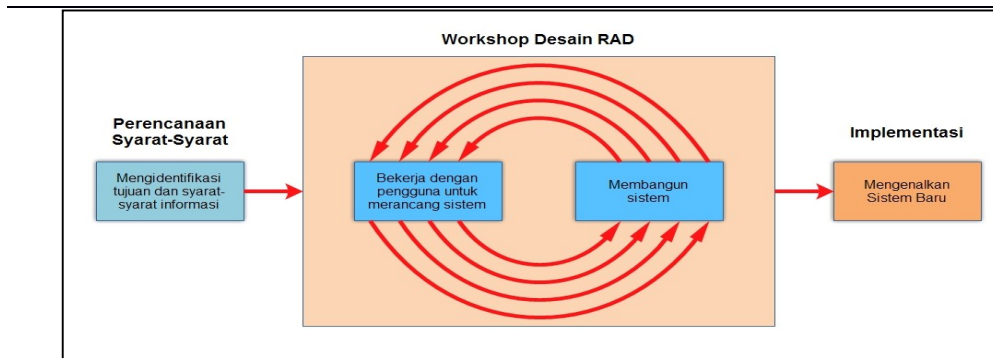 Workshop Desain RAD
Perencanaan
Syarat-Syarat
Mengidentifikasi
tujuan dan syarat-
syarat informasi
Bekerja dengan
pengguna untuk
merancang sistem
Membangun
sistem
Implementasi
Mengenalkan
Sistem Baru